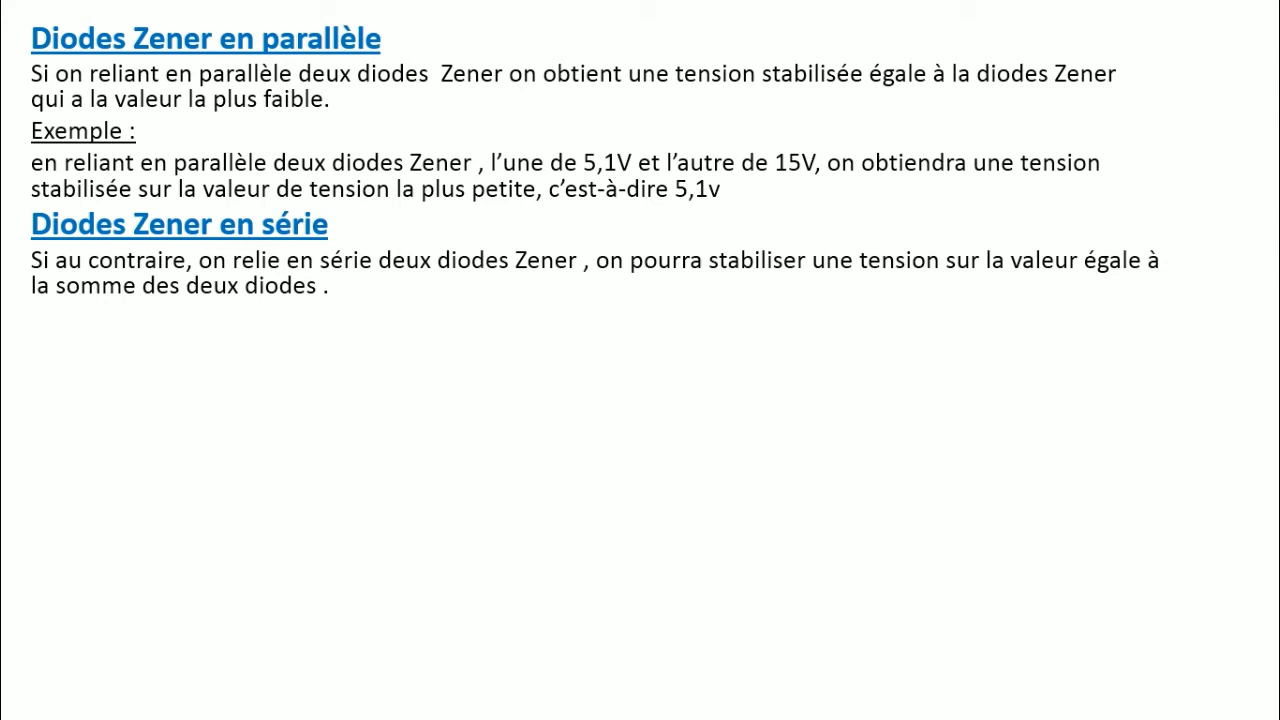 Diodes Zener en parallèle
Si on reliant en parallèle deux diodes  Zener on obtient une tension stabilisée égale à la diodes Zener
qui a la valeur la plus faible.
Exemple :
en reliant en parallèle deux diodes Zener , l’une de 5,1V et l’autre de 15V, on obtiendra une tension
stabilisée sur la valeur de tension la plus petite, c’est-à-dire 5,1v
Diodes Zener en série
Si au contraire, on relie en série deux diodes Zener , on pourra stabiliser une tension sur la valeur égale à
la somme des deux diodes .